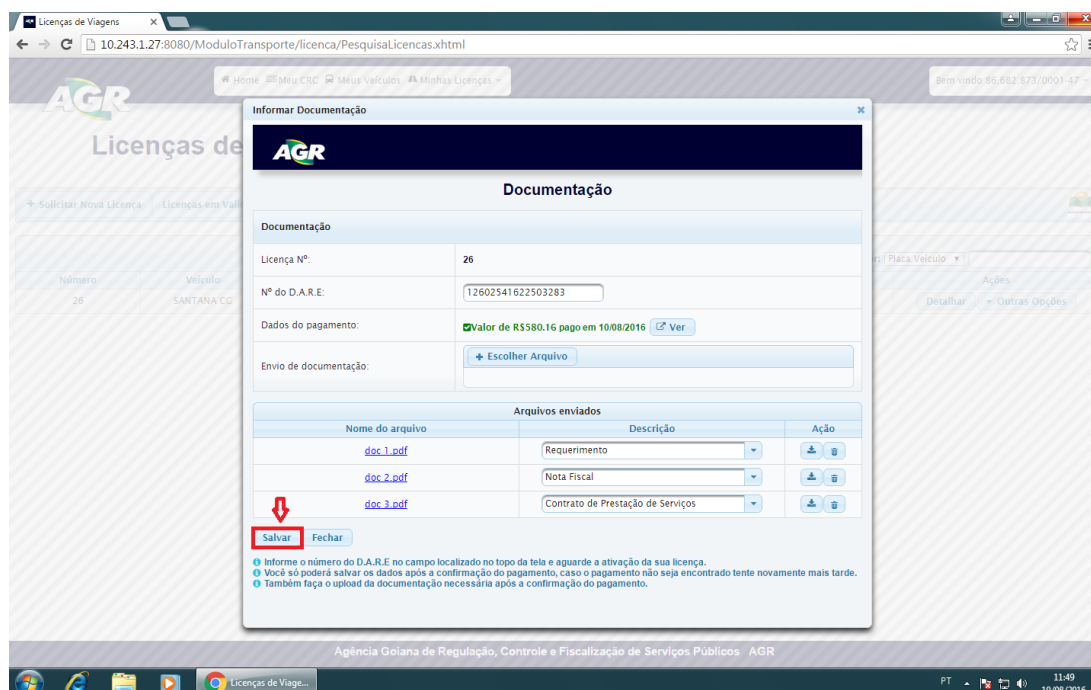 Licenças de Viagens
10.243.1.27:8080/ModuloTransporte/licenca/PesquisaLicencas.xhtml
AGR
Home Meu CRC Meus Veículos Minhas Licenças
Bem vindo 86.682.873/0001-47
Licenças de
+ Solicitar Nova Licença Licenças em Vali
Placa Veículo
Número Veículo Ações
26 SANTANA CG Detalhar Outras Opções
Informar Documentação
AGR
Documentação
Documentação
Licença Nº: 26
Nº do D.A.R.E: 12602541622503283
Dados do pagamento: Valor de R$580.16 pago em 10/08/2016 Ver
Envio de documentação: + Escolher Arquivo
Arquivos enviados
Nome do arquivo Descrição Ação
doc 1.pdf Requerimento
doc 2.pdf Nota Fiscal
doc 3.pdf Contrato de Prestação de Serviços
Salvar Fechar
Informe o número do D.A.R.E no campo localizado no topo da tela e aguarde a ativação da sua licença.
Você só poderá salvar os dados após a confirmação do pagamento, caso o pagamento não seja encontrado tente novamente mais tarde.
Também faça o upload da documentação necessária após a confirmação do pagamento.
Agência Goiana de Regulação, Controle e Fiscalização de Serviços Públicos AGR
Licenças de Viage...
PT 11:49
10/08/2016